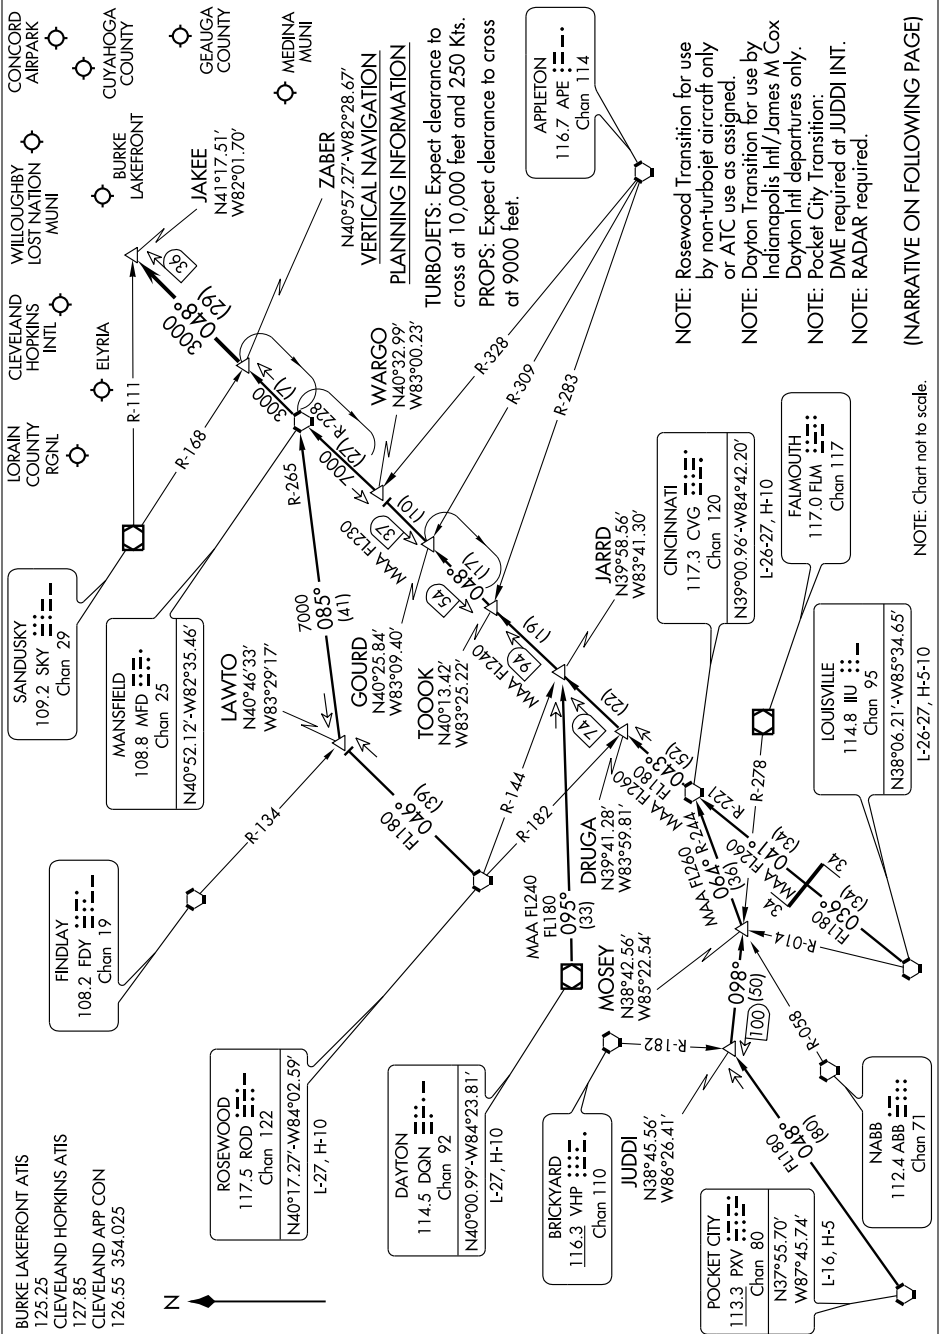 BURKE LAKEFRONT ATIS
125.25
CLEVELAND HOPKINS ATIS
127.85
CLEVELAND APP CON
126.55 354.025
N
FINDLAY
108.2 FDY
Chan 19
SANDUSKY
109.2 SKY
Chan 29
LORAIN
COUNTY
RGNL
CLEVELAND
HOPKINS
INTL
WILLOUGHBY
LOST NATION
MUNI
CONCORD
AIRPARK
CUYAHOGA
COUNTY
GEAUGA
COUNTY
ELYRIA
BURKE
LAKEFRONT
MEDINA
MUNI
JAKEE
N41°17.51′
W82°01.70′
R-111
R-168
36
3000
048°
(29)
ZABER
N40°57.27′-W82°28.67′
VERTICAL NAVIGATION
PLANNING INFORMATION
TURBOJETS: Expect clearance to
cross at 10,000 feet and 250 Kts.
PROPS: Expect clearance to cross
at 9000 feet.
MANSFIELD
108.8 MFD
Chan 25
N40°52.12′-W82°35.46′
3000
(7)
R-228
R-265
7000
(27)
LAWTO
N40°46.33′
W83°29.17′
7000
085°
(41)
R-134
FL180
046°
(39)
ROSEWOOD
117.5 ROD
Chan 122
N40°17.27′-W84°02.59′
L-27, H-10
R-144
R-182
WARGO
N40°32.99′
W83°00.23′
37
(10)
MAA FL230
GOURD
N40°25.84′
W83°09.40′
54
048°
(17)
TOOOK
N40°13.42′
W83°25.22′
MAA FL240
94
(19)
APPLETON
116.7 APE
Chan 114
R-328
R-309
R-283
JARRD
N39°58.56′
W83°41.30′
74
(22)
DAYTON
114.5 DQN
Chan 92
N40°00.99′-W84°23.81′
L-27, H-10
MAA FL240
FL180
095°
(33)
DRUGA
N39°41.28′
W83°59.81′
MAA FL260
FL180
043°
(52)
CINCINNATI
117.3 CVG
Chan 120
N39°00.96′-W84°42.20′
L-26-27, H-10
BRICKYARD
116.3 VHP
Chan 110
R-182
JUDDI
N38°45.56′
W86°26.41′
MOSEY
N38°42.56′
W85°22.54′
098°
100
(50)
MAA FL260
064°
R-244
(36)
R-221
MAA FL260
041°
(34)
34
34
FL180
036°
(34)
R-278
R-014
R-058
FALMOUTH
117.0 FLM
Chan 117
LOUISVILLE
114.8 IIU
Chan 95
N38°06.21′-W85°34.65′
L-26-27, H-5-10
POCKET CITY
113.3 PXV
Chan 80
N37°55.70′
W87°45.74′
L-16, H-5
FL180
048°
(80)
NABB
112.4 ABB
Chan 71
NOTE: Rosewood Transition for use
by non-turbojet aircraft only
or ATC use as assigned.
NOTE: Dayton Transition for use by
Indianapolis Intl/James M Cox
Dayton Intl departures only.
NOTE: Pocket City Transition:
DME required at JUDDI INT.
NOTE: RADAR required.
NOTE: Chart not to scale.
(NARRATIVE ON FOLLOWING PAGE)